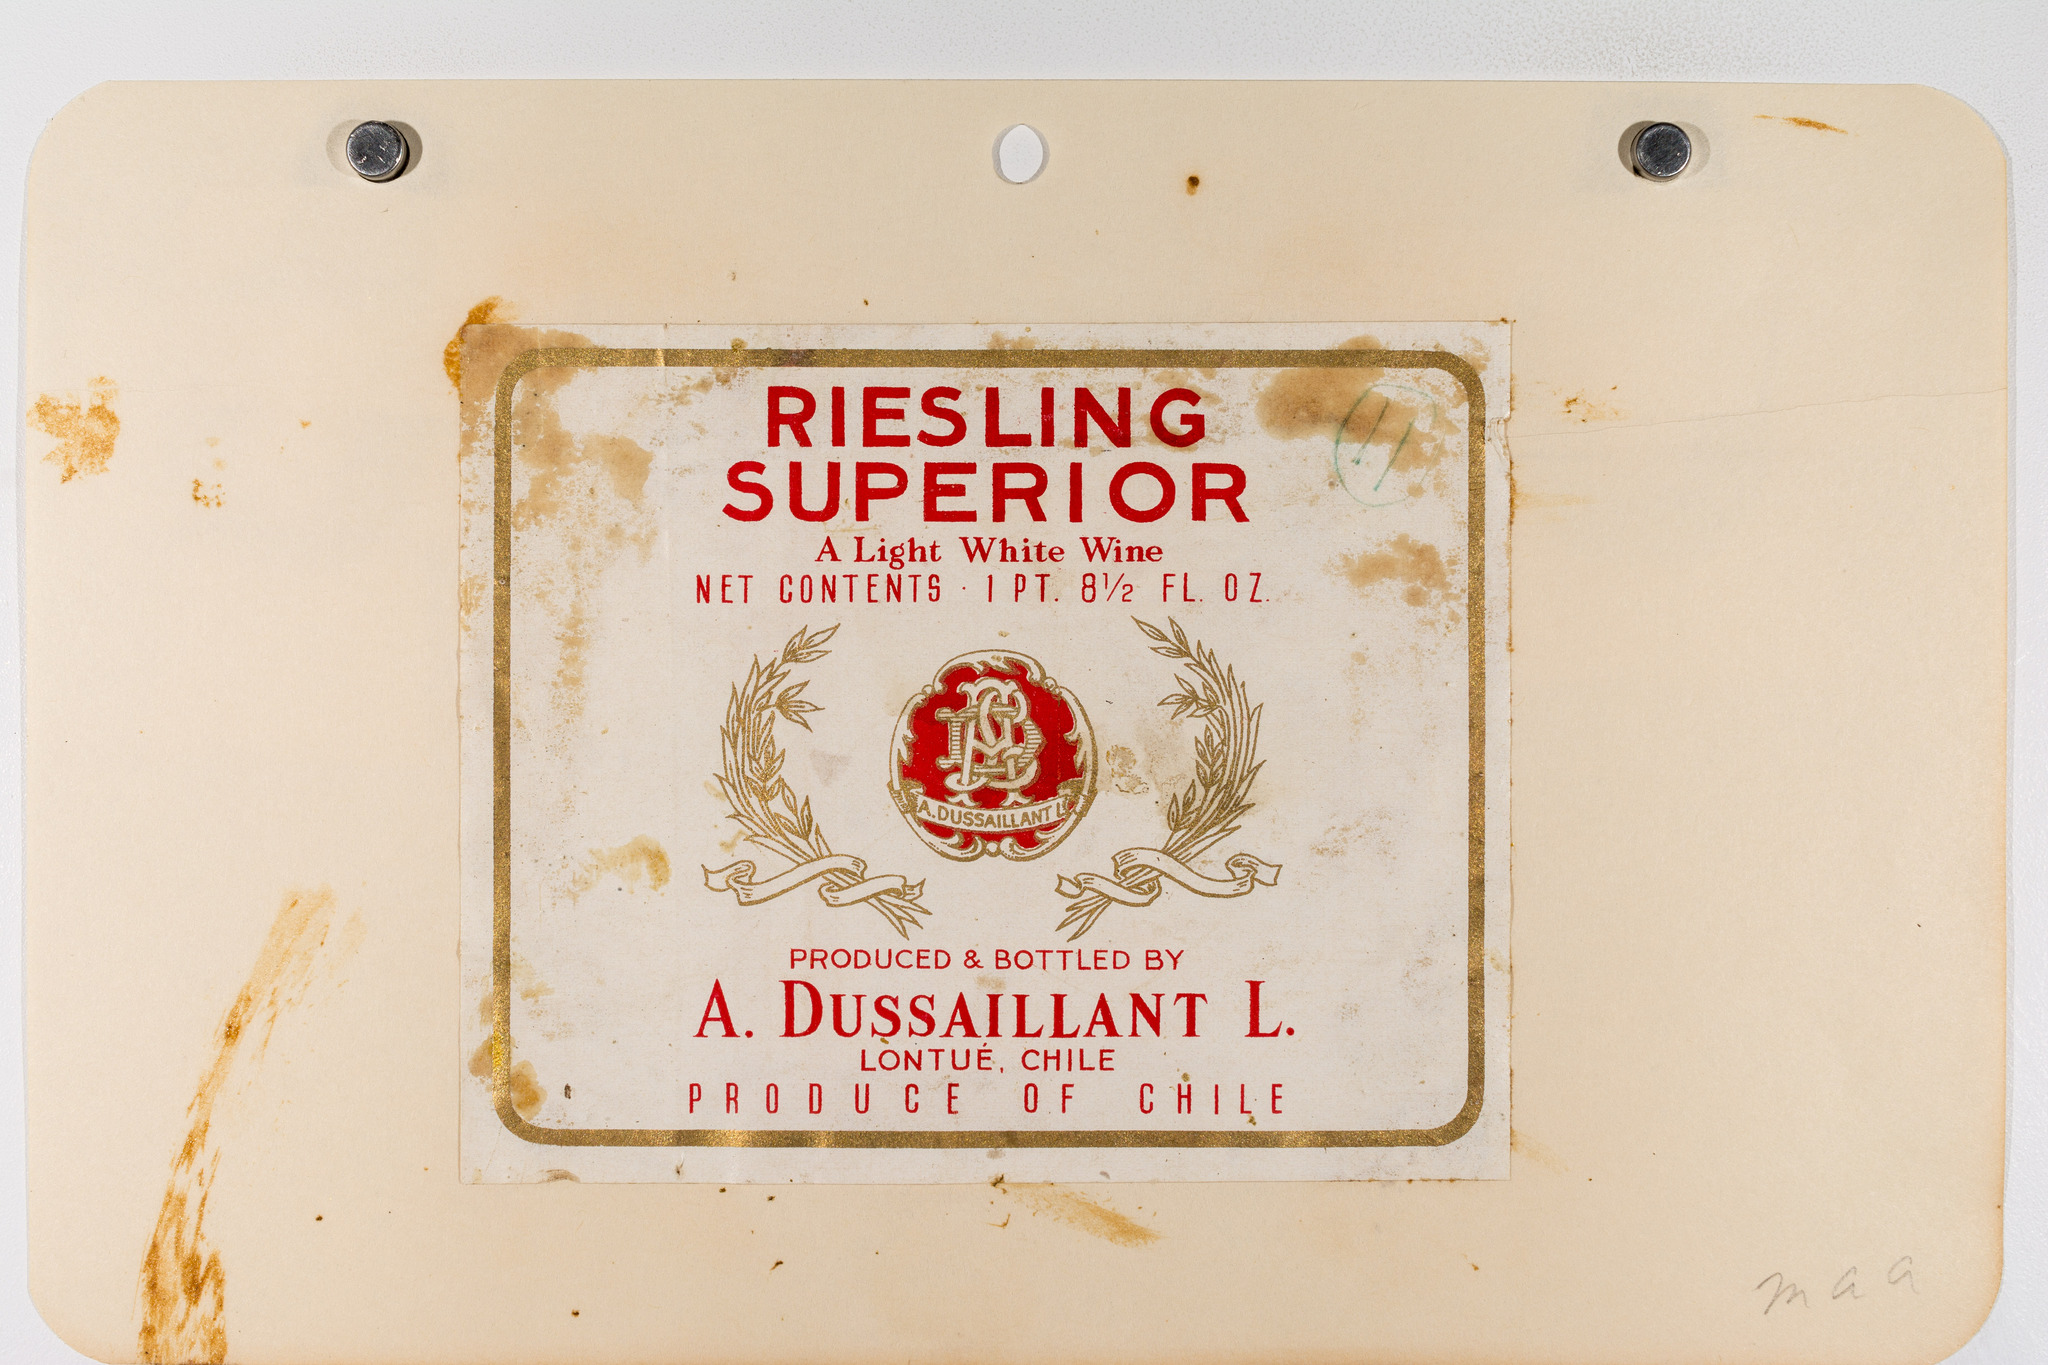 RIESLING
SUPERIOR
A Light White Wine
NET CONTENTS · 1 PT. 8½ FL. OZ.
11
A. DUSSAILLANT L.
PRODUCED & BOTTLED BY
A. DUSSAILLANT L.
LONTUÉ, CHILE
PRODUCE OF CHILE
maa